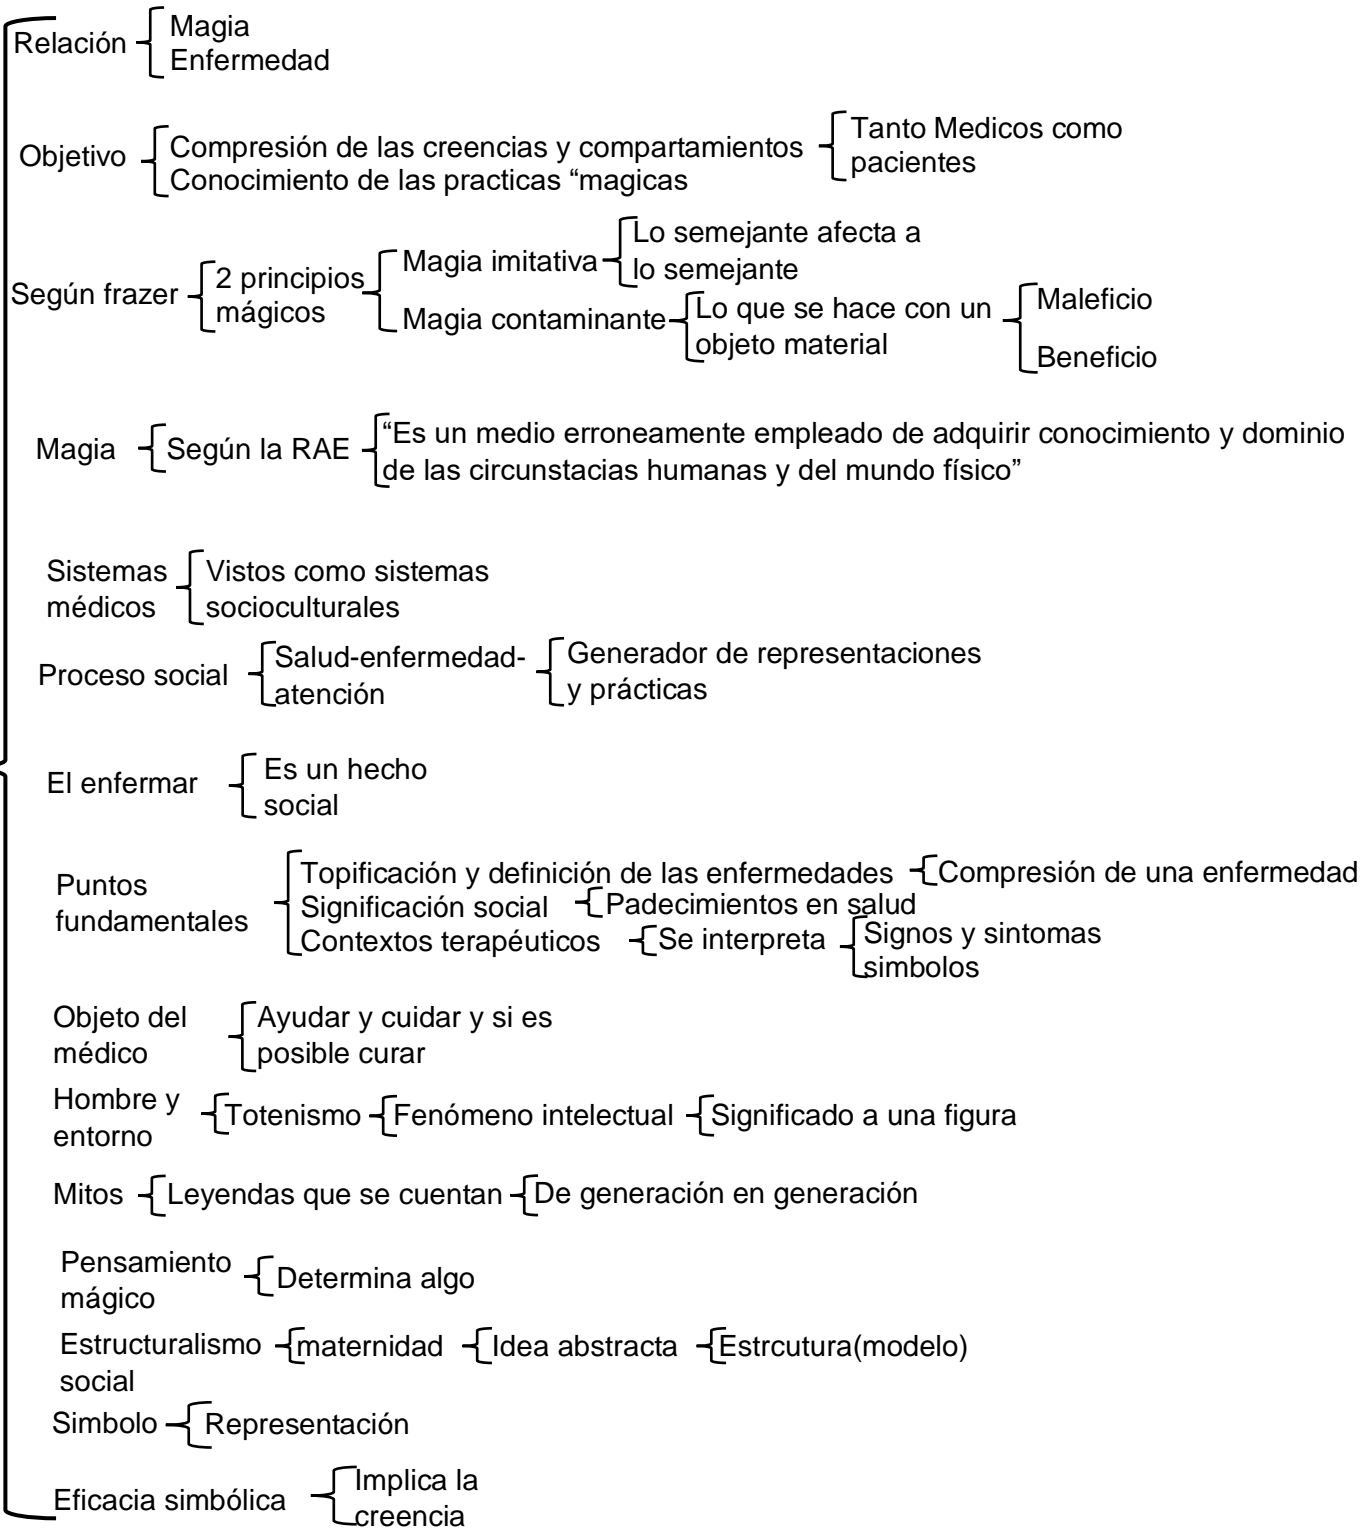 Relación
Magia
Enfermedad
Objetivo
Compresión de las creencias y compartamientos
Conocimiento de las practicas “magicas
Tanto Medicos como
pacientes
Según frazer
2 principios
mágicos
Magia imitativa
Lo semejante afecta a
lo semejante
Magia contaminante
Lo que se hace con un
objeto material
Maleficio
Beneficio
Magia
Según la RAE
“Es un medio erroneamente empleado de adquirir conocimiento y dominio
de las circunstacias humanas y del mundo físico”
Sistemas
médicos
Vistos como sistemas
socioculturales
Proceso social
Salud-enfermedad-
atención
Generador de representaciones
y prácticas
El enfermar
Es un hecho
social
Puntos
fundamentales
Topificación y definición de las enfermedades
Compresión de una enfermedad
Significación social
Padecimientos en salud
Contextos terapéuticos
Se interpreta
Signos y sintomas
simbolos
Objeto del
médico
Ayudar y cuidar y si es
posible curar
Hombre y
entorno
Totenismo
Fenómeno intelectual
Significado a una figura
Mitos
Leyendas que se cuentan
De generación en generación
Pensamiento
mágico
Determina algo
Estructuralismo
social
maternidad
Idea abstracta
Estrcutura(modelo)
Simbolo
Representación
Eficacia simbólica
Implica la
creencia